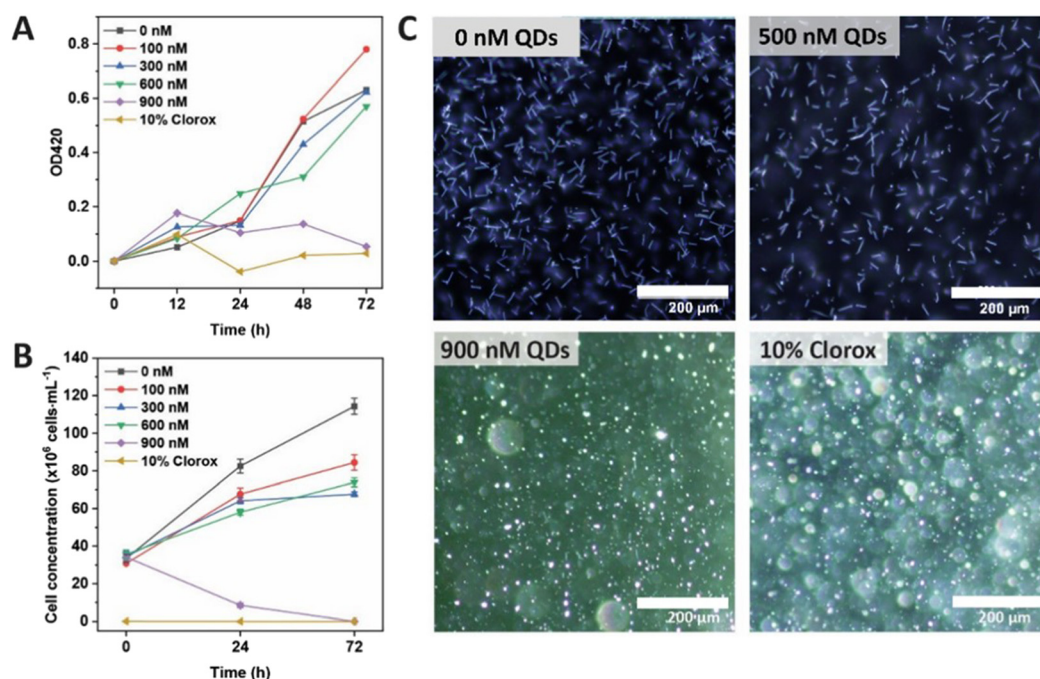 A
0 nM
100 nM
300 nM
600 nM
900 nM
10% Clorox
OD420
0.8
0.6
0.4
0.2
0.0
0 12 24 48 72
Time (h)
B
0 nM
100 nM
300 nM
600 nM
900 nM
10% Clorox
Cell concentration (x10⁶ cells·mL⁻¹)
140
120
100
80
60
40
20
0
0 24 72
Time (h)
C
0 nM QDs
200 µm
500 nM QDs
200 µm
900 nM QDs
200 µm
10% Clorox
200 µm